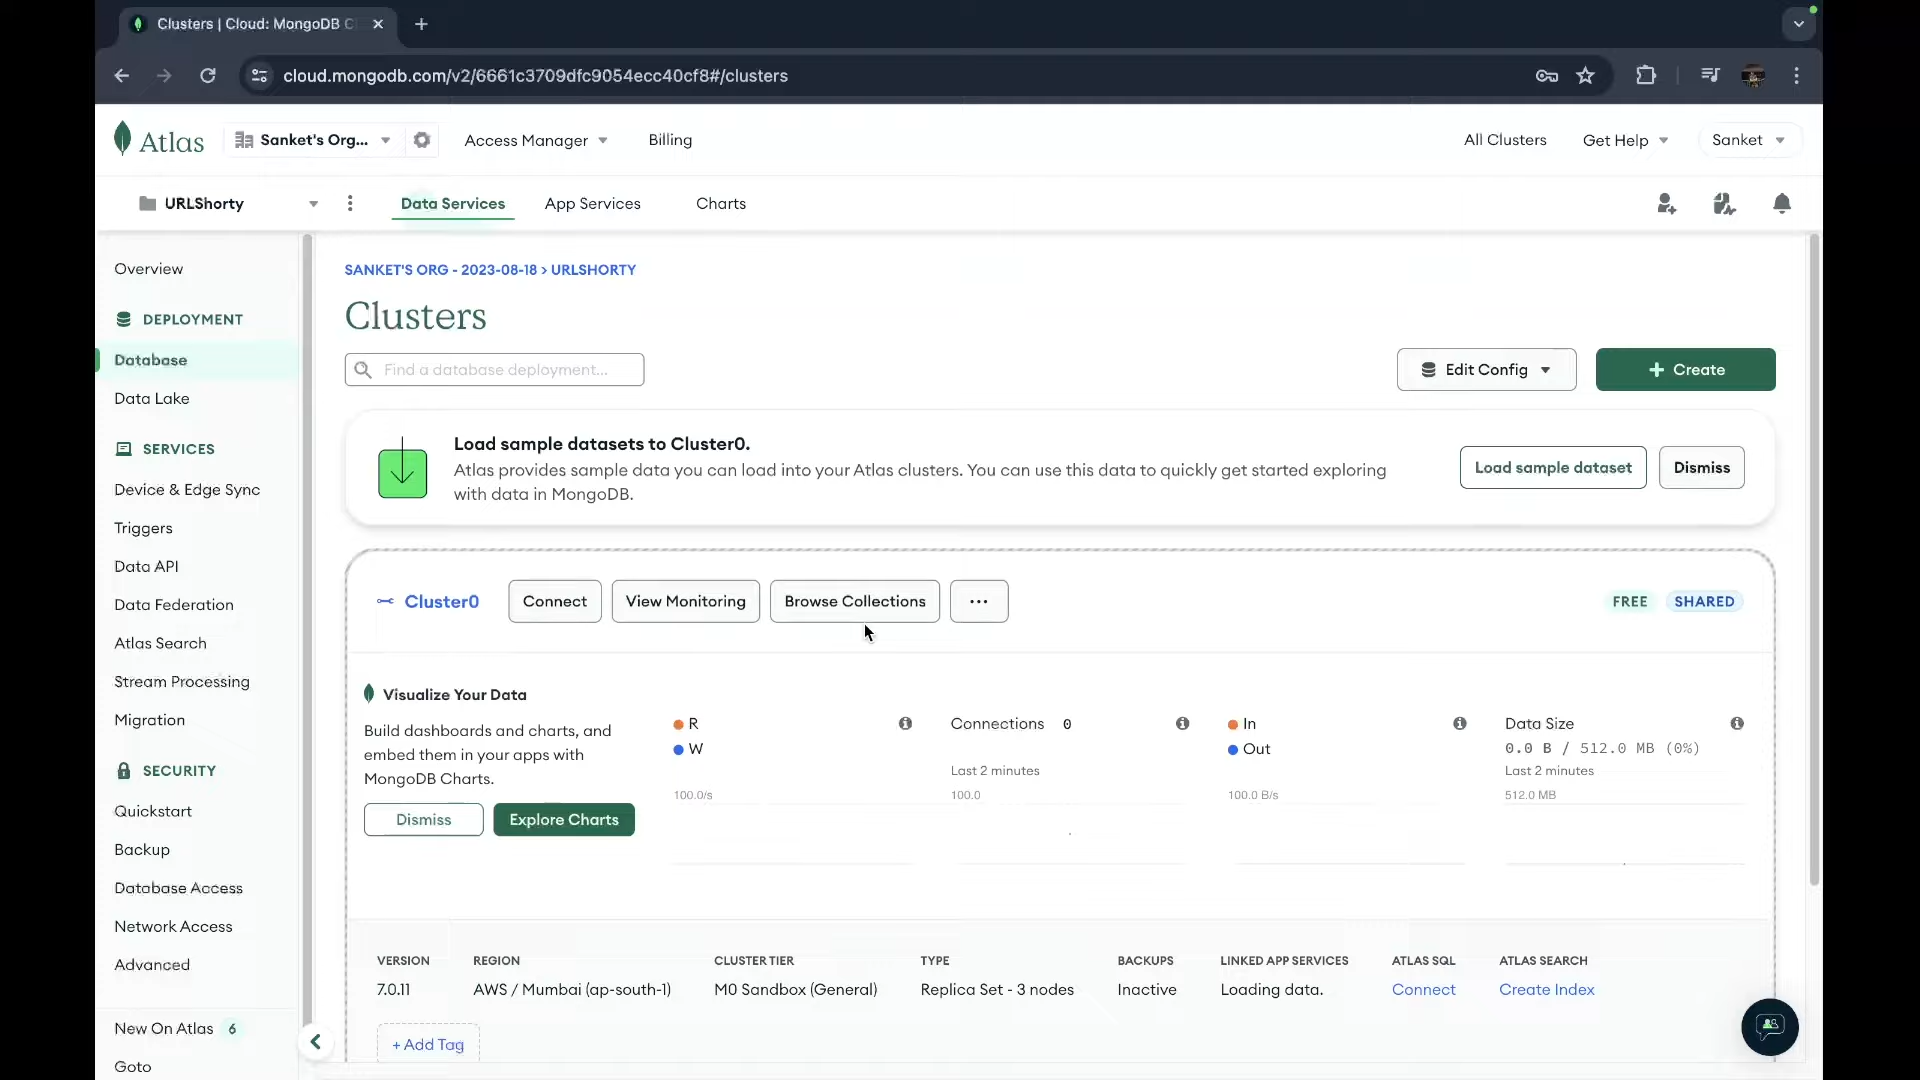 Clusters | Cloud: MongoDB C
cloud.mongodb.com/v2/6661c3709dfc9054ecc40cf8#/clusters
Atlas
Sanket's Org...
Access Manager
Billing
All Clusters
Get Help
Sanket
URLShorty
Data Services
App Services
Charts
Overview
DEPLOYMENT
Database
Data Lake
SERVICES
Device & Edge Sync
Triggers
Data API
Data Federation
Atlas Search
Stream Processing
Migration
SECURITY
Quickstart
Backup
Database Access
Network Access
Advanced
New On Atlas 6
Goto
SANKET'S ORG - 2023-08-18 > URLSHORTY
Clusters
Find a database deployment...
Edit Config
+ Create
Load sample datasets to Cluster0.
Atlas provides sample data you can load into your Atlas clusters. You can use this data to quickly get started exploring
with data in MongoDB.
Load sample dataset
Dismiss
Cluster0
Connect
View Monitoring
Browse Collections
...
FREE
SHARED
Visualize Your Data
Build dashboards and charts, and
embed them in your apps with
MongoDB Charts.
Dismiss
Explore Charts
R
W
100.0/s
Connections 0
Last 2 minutes
100.0
In
Out
100.0 B/s
Data Size
0.0 B / 512.0 MB (0%)
Last 2 minutes
512.0 MB
VERSION
7.0.11
REGION
AWS / Mumbai (ap-south-1)
CLUSTER TIER
M0 Sandbox (General)
TYPE
Replica Set - 3 nodes
BACKUPS
Inactive
LINKED APP SERVICES
Loading data.
ATLAS SQL
Connect
ATLAS SEARCH
Create Index
+ Add Tag